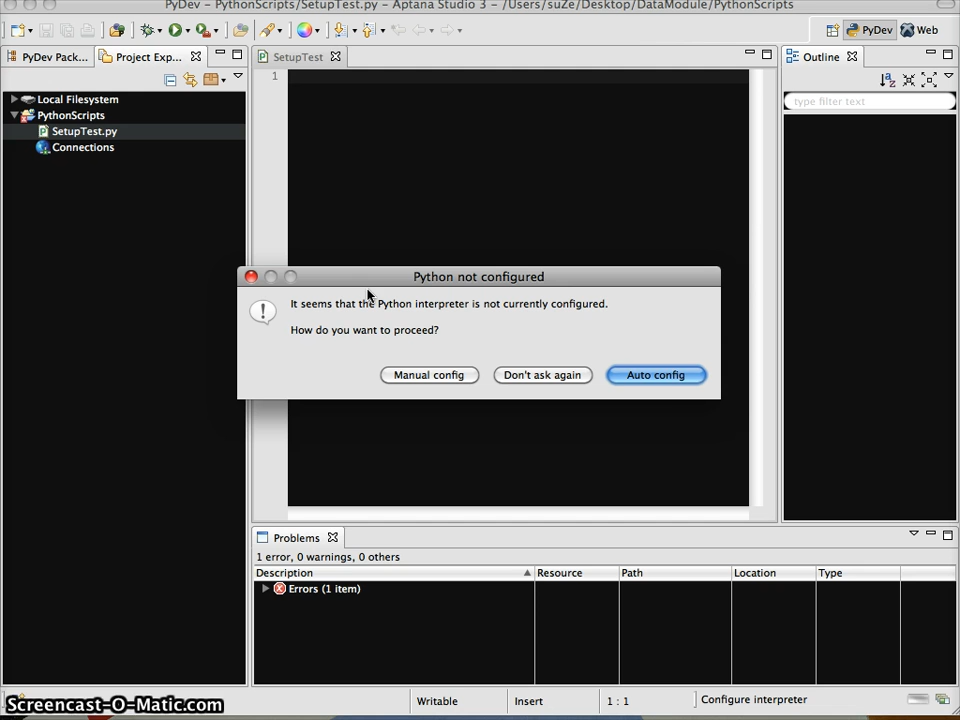 PyDev - PythonScripts/SetupTest.py - Aptana Studio 3 - /Users/suZe/Desktop/DataModule/PythonScripts
PyDev
Web
PyDev Pack...
Project Exp...
SetupTest
Outline
1
type filter text
Local Filesystem
PythonScripts
SetupTest.py
Connections
Python not configured
It seems that the Python interpreter is not currently configured.
How do you want to proceed?
Manual config
Don't ask again
Auto config
Problems
1 error, 0 warnings, 0 others
Description
Resource
Path
Location
Type
Errors (1 item)
Writable
Insert
1 : 1
Configure interpreter
Screencast-O-Matic.com